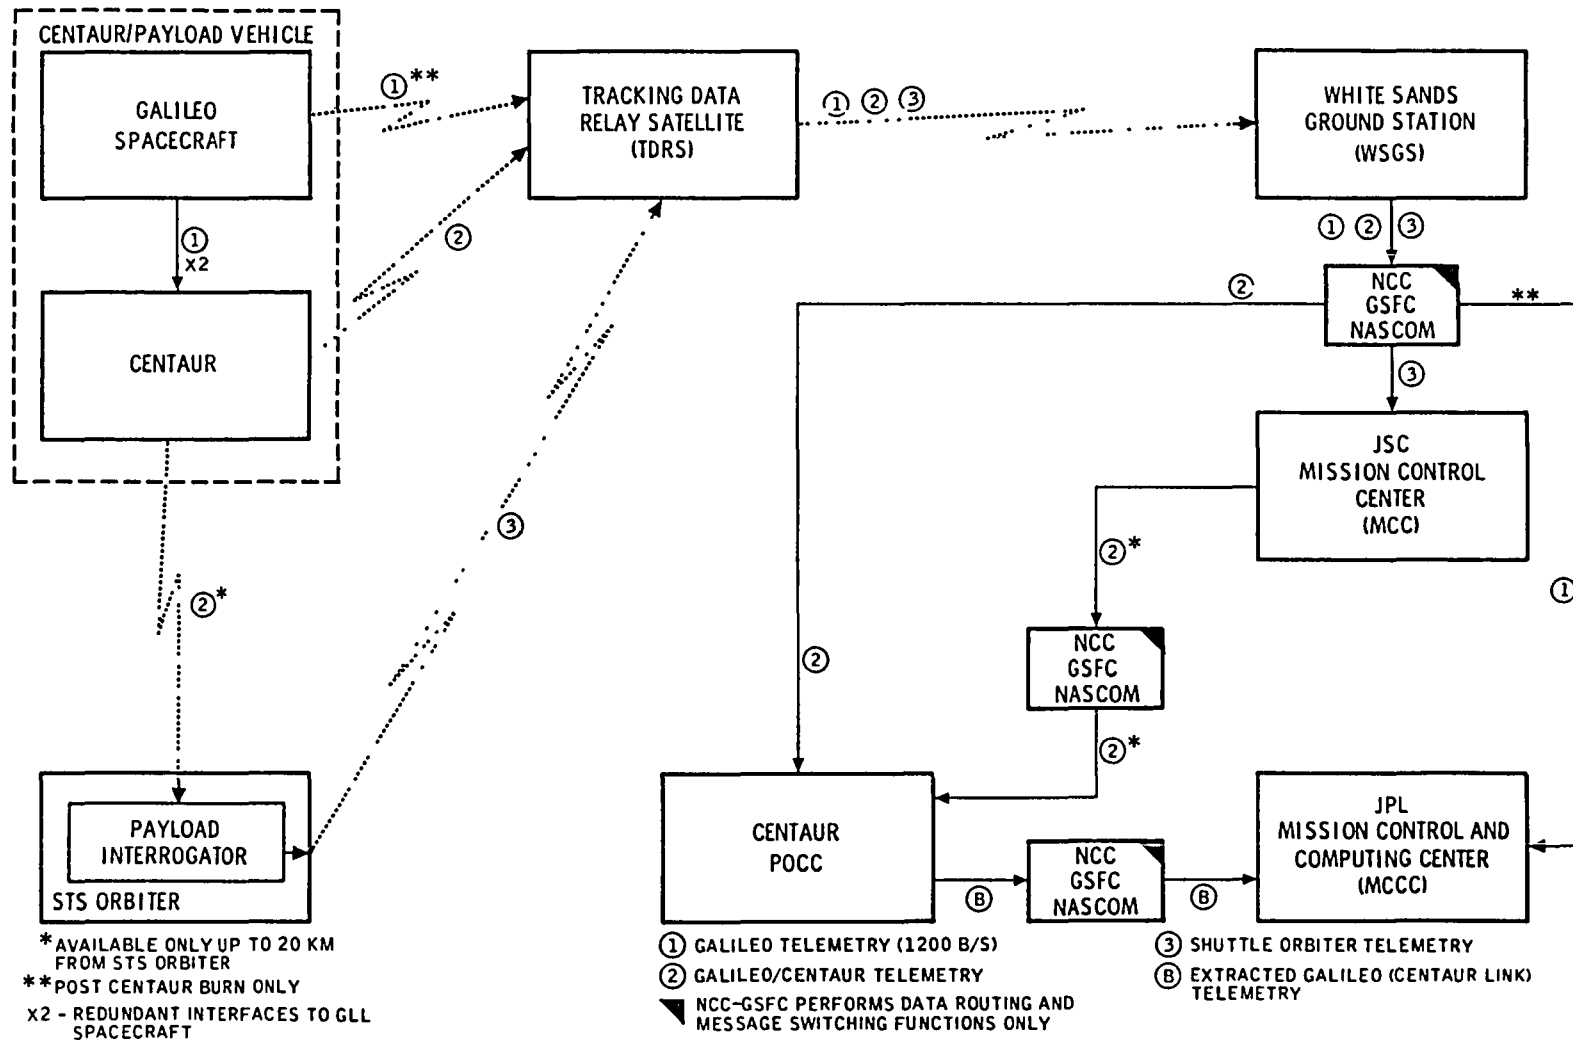 CENTAUR/PAYLOAD VEHICLE
GALILEO
SPACECRAFT
① **
TRACKING DATA
RELAY SATELLITE
(TDRS)
① ② ③
WHITE SANDS
GROUND STATION
(WSGS)
①
X2
②
① ② ③
CENTAUR
②
NCC
GSFC
NASCOM
**
③
JSC
MISSION CONTROL
CENTER
(MCC)
③
②*
②*
①
②
NCC
GSFC
NASCOM
②*
PAYLOAD
INTERROGATOR
STS ORBITER
CENTAUR
POCC
Ⓑ
NCC
GSFC
NASCOM
Ⓑ
JPL
MISSION CONTROL AND
COMPUTING CENTER
(MCCC)
*AVAILABLE ONLY UP TO 20 KM
FROM STS ORBITER
**POST CENTAUR BURN ONLY
X2 - REDUNDANT INTERFACES TO GLL
SPACECRAFT
① GALILEO TELEMETRY (1200 B/S)
② GALILEO/CENTAUR TELEMETRY
NCC-GSFC PERFORMS DATA ROUTING AND
MESSAGE SWITCHING FUNCTIONS ONLY
③ SHUTTLE ORBITER TELEMETRY
Ⓑ EXTRACTED GALILEO (CENTAUR LINK)
TELEMETRY